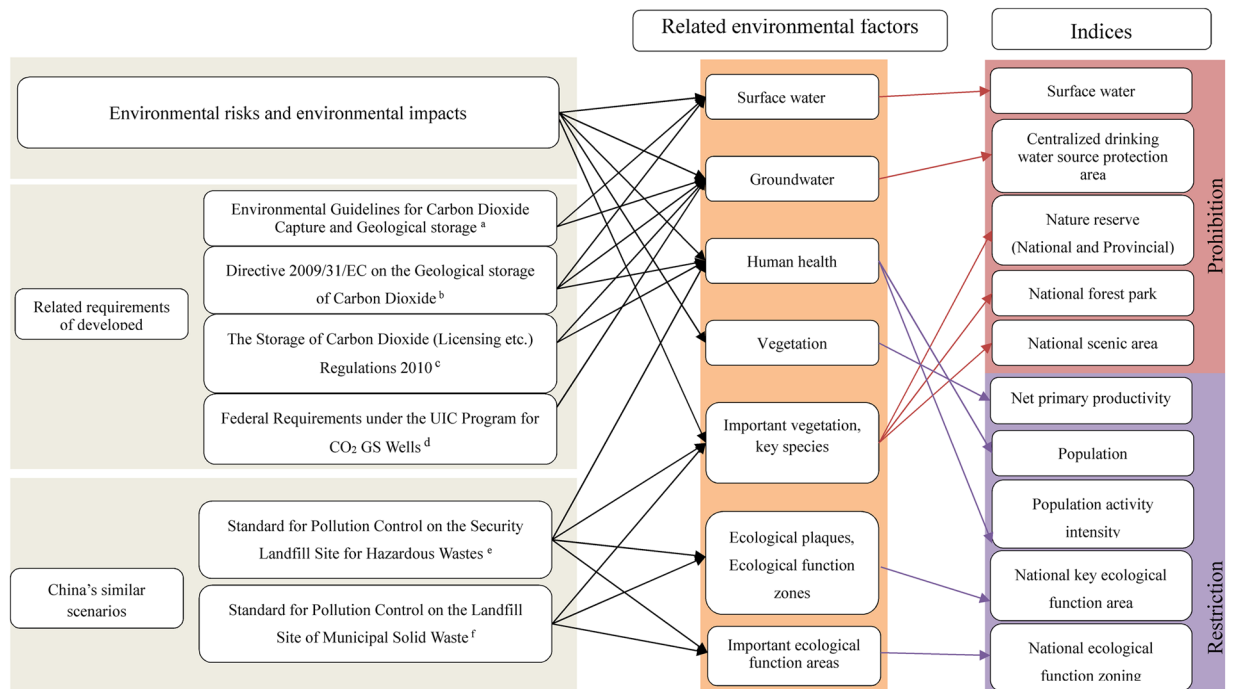 Related environmental factors
Indices
Environmental risks and environmental impacts
Related requirements
of developed
Environmental Guidelines for Carbon Dioxide
Capture and Geological storage a
Directive 2009/31/EC on the Geological storage
of Carbon Dioxide b
The Storage of Carbon Dioxide (Licensing etc.)
Regulations 2010 c
Federal Requirements under the UIC Program for
CO₂ GS Wells d
China's similar
scenarios
Standard for Pollution Control on the Security
Landfill Site for Hazardous Wastes e
Standard for Pollution Control on the Landfill
Site of Municipal Solid Waste f
Surface water
Groundwater
Human health
Vegetation
Important vegetation,
key species
Ecological plaques,
Ecological function
zones
Important ecological
function areas
Surface water
Centralized drinking
water source protection
area
Nature reserve
(National and Provincial)
National forest park
National scenic area
Prohibition
Net primary productivity
Population
Population activity
intensity
National key ecological
function area
National ecological
function zoning
Restriction